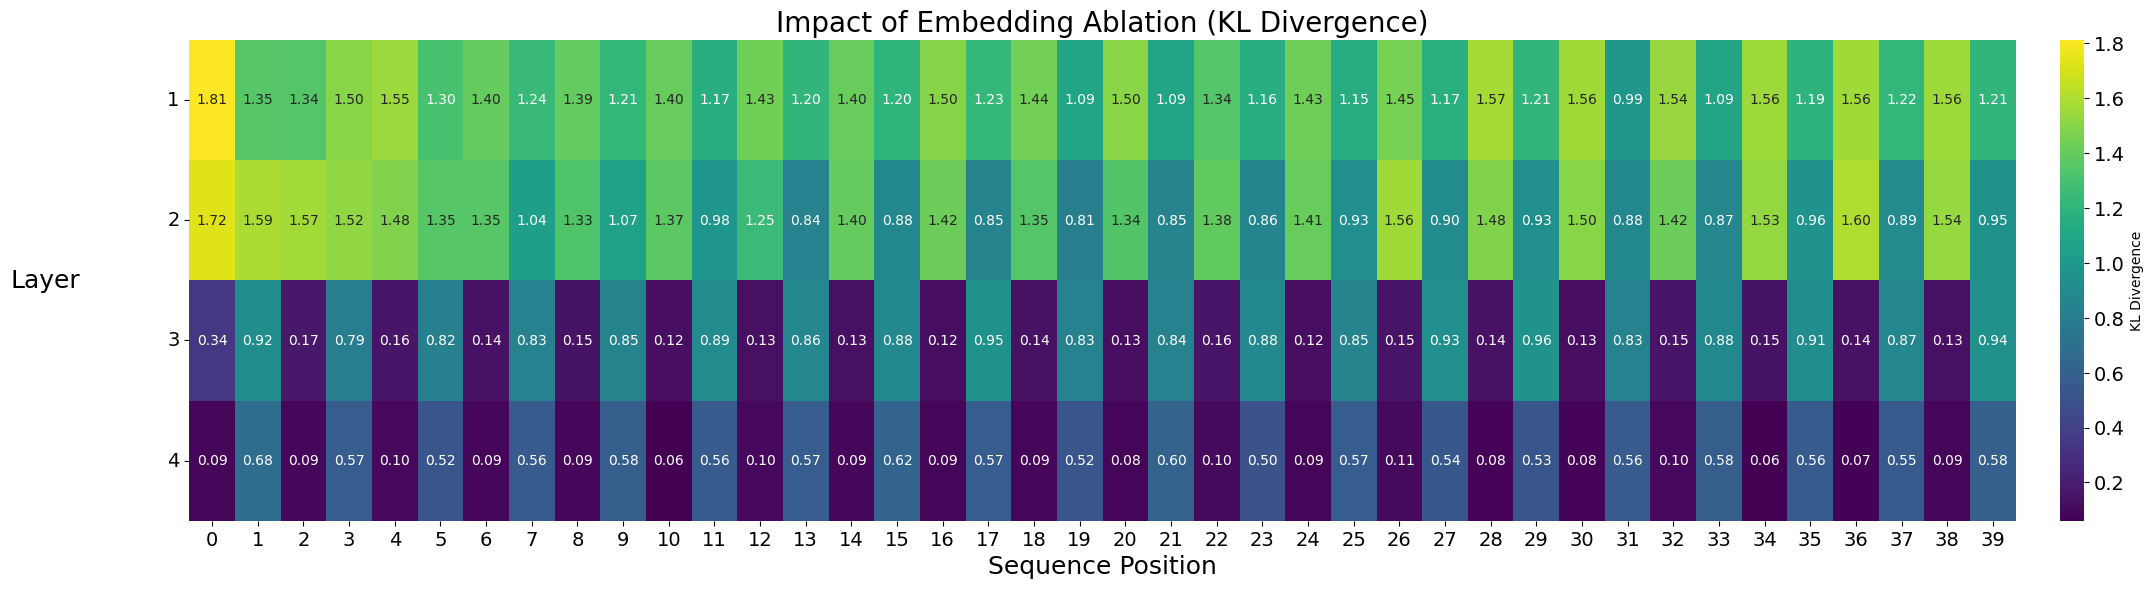 Impact of Embedding Ablation (KL Divergence)
1 1.81 1.35 1.34 1.50 1.55 1.30 1.40 1.24 1.39 1.21 1.40 1.17 1.43 1.20 1.40 1.20 1.50 1.23 1.44 1.09 1.50 1.09 1.34 1.16 1.43 1.15 1.45 1.17 1.57 1.21 1.56 0.99 1.54 1.09 1.56 1.19 1.56 1.22 1.56 1.21
2 1.72 1.59 1.57 1.52 1.48 1.35 1.35 1.04 1.33 1.07 1.37 0.98 1.25 0.84 1.40 0.88 1.42 0.85 1.35 0.81 1.34 0.85 1.38 0.86 1.41 0.93 1.56 0.90 1.48 0.93 1.50 0.88 1.42 0.87 1.53 0.96 1.60 0.89 1.54 0.95
Layer
3 0.34 0.92 0.17 0.79 0.16 0.82 0.14 0.83 0.15 0.85 0.12 0.89 0.13 0.86 0.13 0.88 0.12 0.95 0.14 0.83 0.13 0.84 0.16 0.88 0.12 0.85 0.15 0.93 0.14 0.96 0.13 0.83 0.15 0.88 0.15 0.91 0.14 0.87 0.13 0.94
4 0.09 0.68 0.09 0.57 0.10 0.52 0.09 0.56 0.09 0.58 0.06 0.56 0.10 0.57 0.09 0.62 0.09 0.57 0.09 0.52 0.08 0.60 0.10 0.50 0.09 0.57 0.11 0.54 0.08 0.53 0.08 0.56 0.10 0.58 0.06 0.56 0.07 0.55 0.09 0.58
0 1 2 3 4 5 6 7 8 9 10 11 12 13 14 15 16 17 18 19 20 21 22 23 24 25 26 27 28 29 30 31 32 33 34 35 36 37 38 39
Sequence Position
1.8
1.6
1.4
1.2
1.0
0.8
0.6
0.4
0.2
KL Divergence